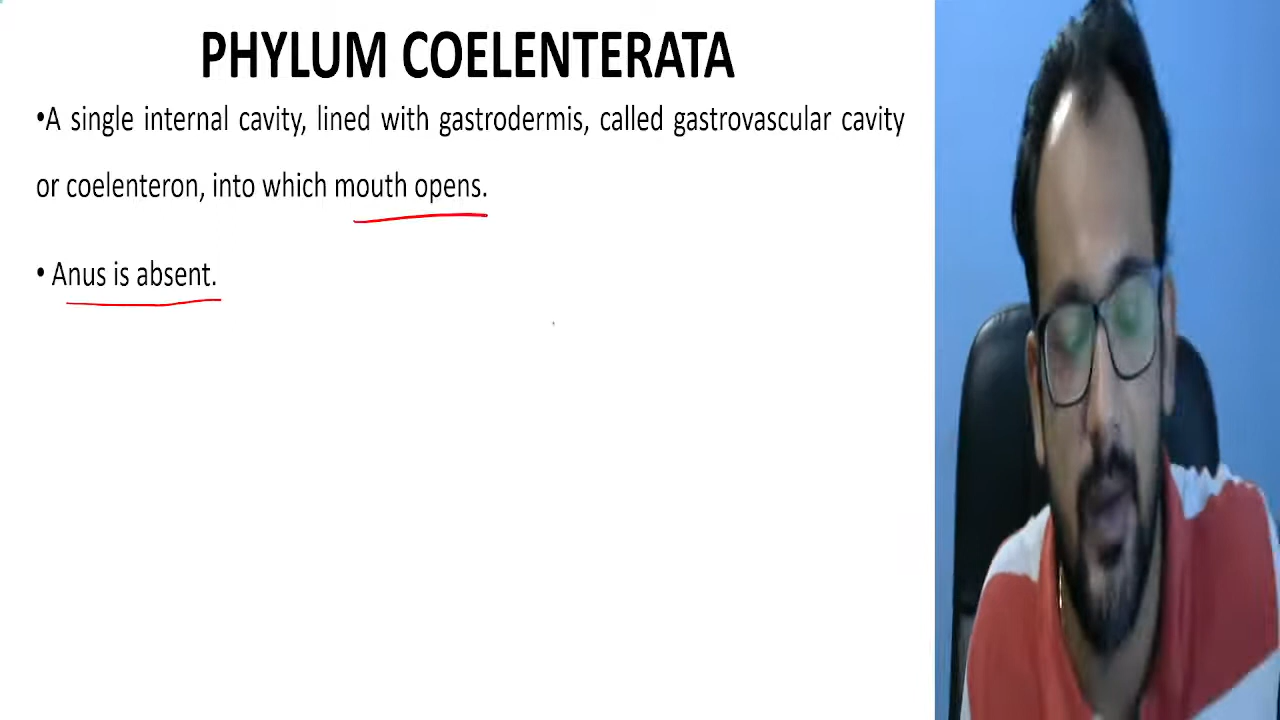 PHYLUM COELENTERATA
•A single internal cavity, lined with gastrodermis, called gastrovascular cavity
or coelenteron, into which mouth opens.
• Anus is absent.